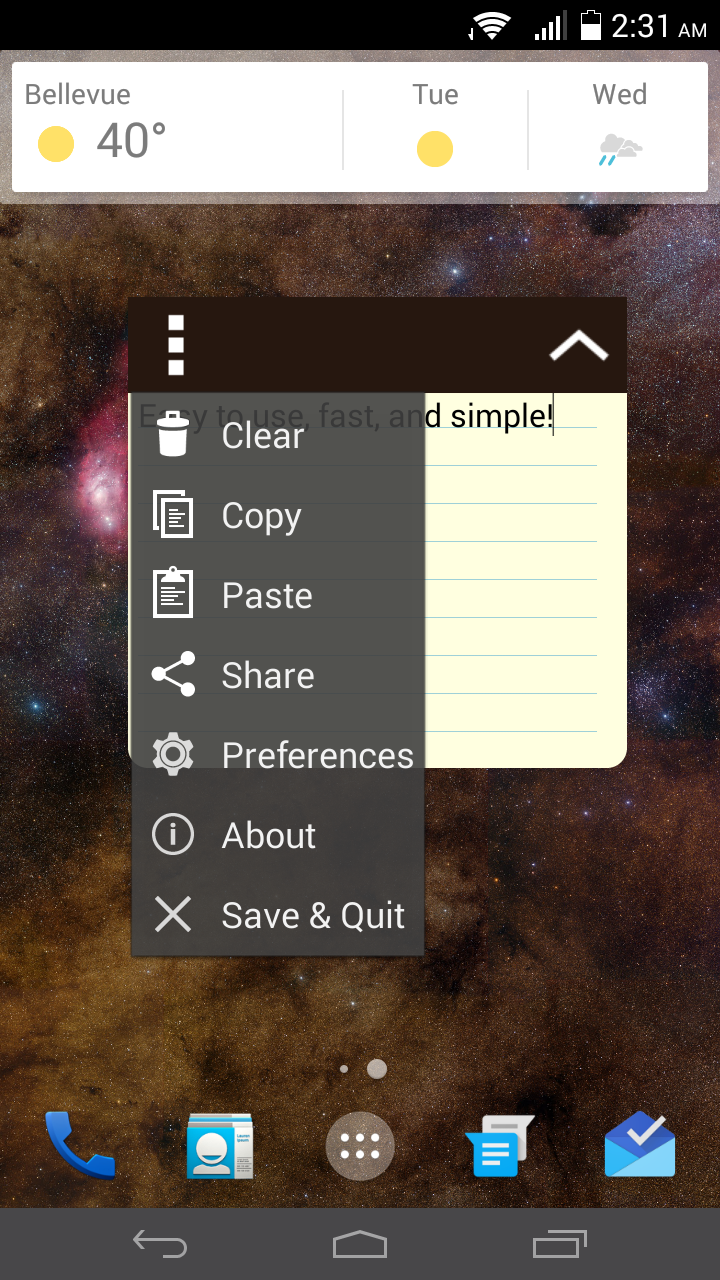 2:31 AM
Bellevue
40°
Tue
Wed
Easy to use, fast, and simple!
Clear
Copy
Paste
Share
Preferences
About
Save & Quit